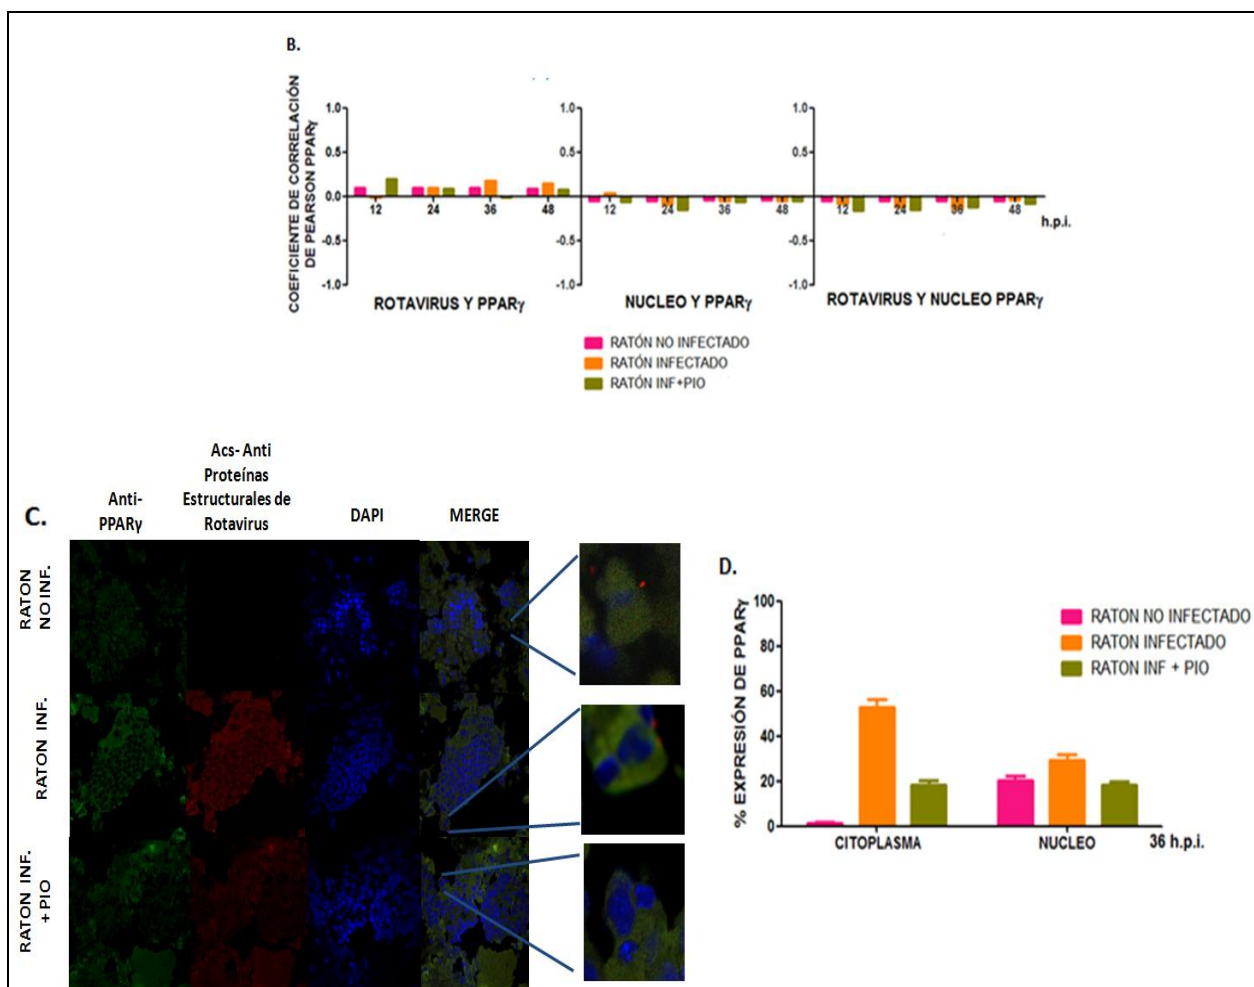 B.
COEFICIENTE DE CORRELACIÓN
DE PEARSON PPARγ
1.0
0.5
0.0
-0.5
-1.0
12
24
36
48
ROTAVIRUS Y PPARγ
1.0
0.5
0.0
-0.5
-1.0
12
24
36
48
NUCLEO Y PPARγ
1.0
0.5
0.0
-0.5
-1.0
12
24
36
48
h.p.i.
ROTAVIRUS Y NUCLEO PPARγ
RATÓN NO INFECTADO
RATÓN INFECTADO
RATÓN INF+PIO
C.
Anti-
PPARγ
Acs- Anti
Proteínas
Estructurales de
Rotavirus
DAPI
MERGE
RATON
NO INF.
RATON INF.
RATON INF.
+ PIO
D.
% EXPRESIÓN DE PPARγ
100
80
60
40
20
0
CITOPLASMA
NUCLEO
36 h.p.i.
RATON NO INFECTADO
RATON INFECTADO
RATON INF + PIO